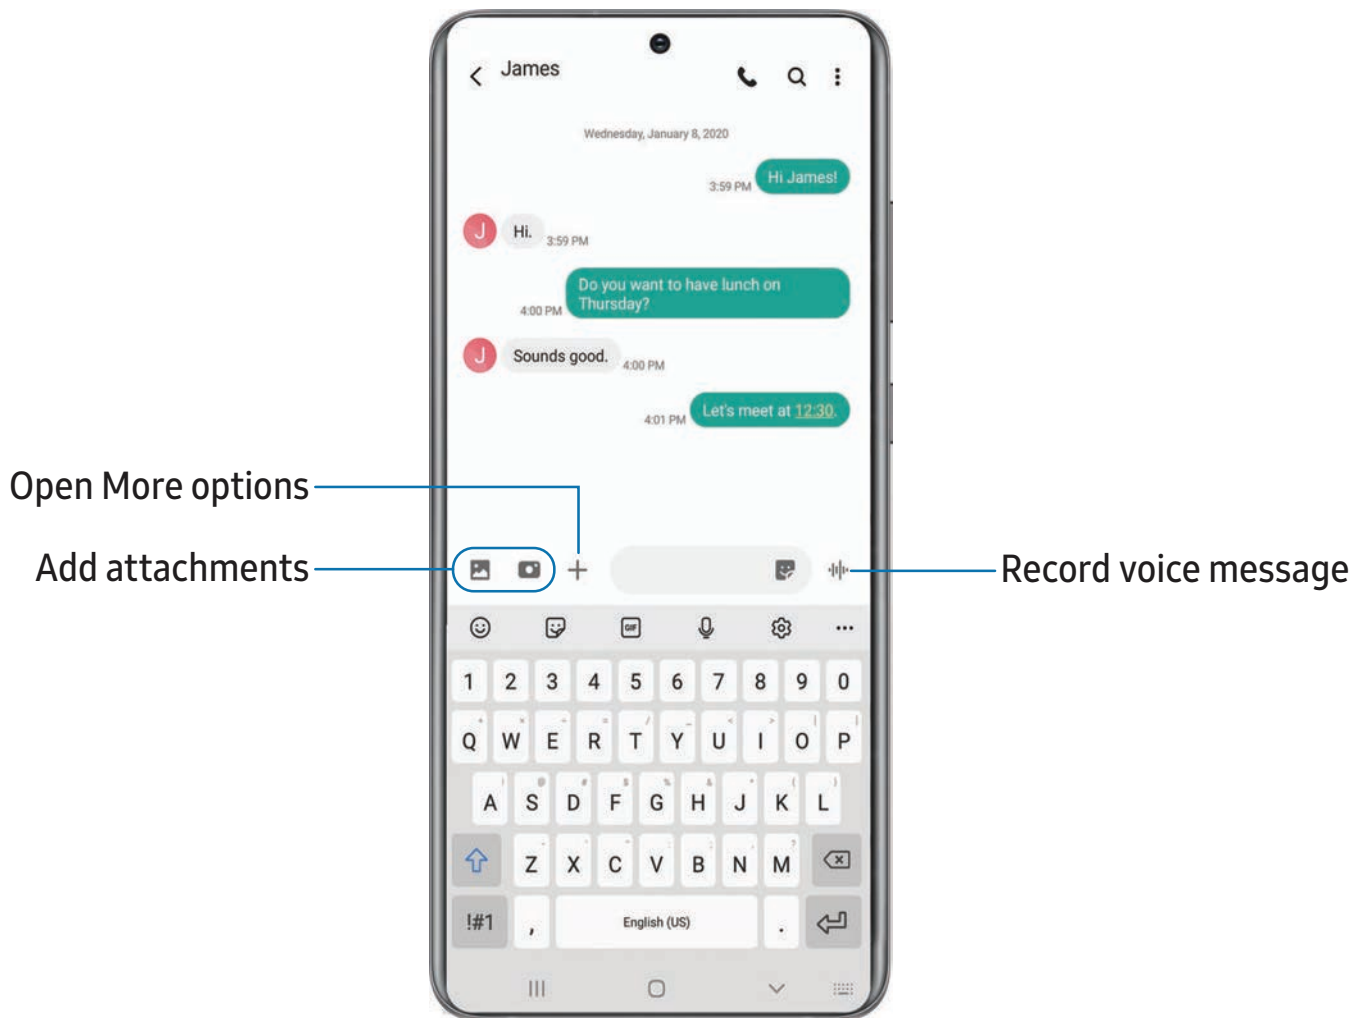 James
Wednesday, January 8, 2020
Hi James!
3:59 PM
J
Hi.
3:59 PM
Do you want to have lunch on
Thursday?
4:00 PM
J
Sounds good.
4:00 PM
Let's meet at 12:30.
4:01 PM
Open More options
Add attachments
Record voice message
GIF
1 2 3 4 5 6 7 8 9 0
Q W E R T Y U I O P
A S D F G H J K L
Z X C V B N M
!#1 , English (US) .